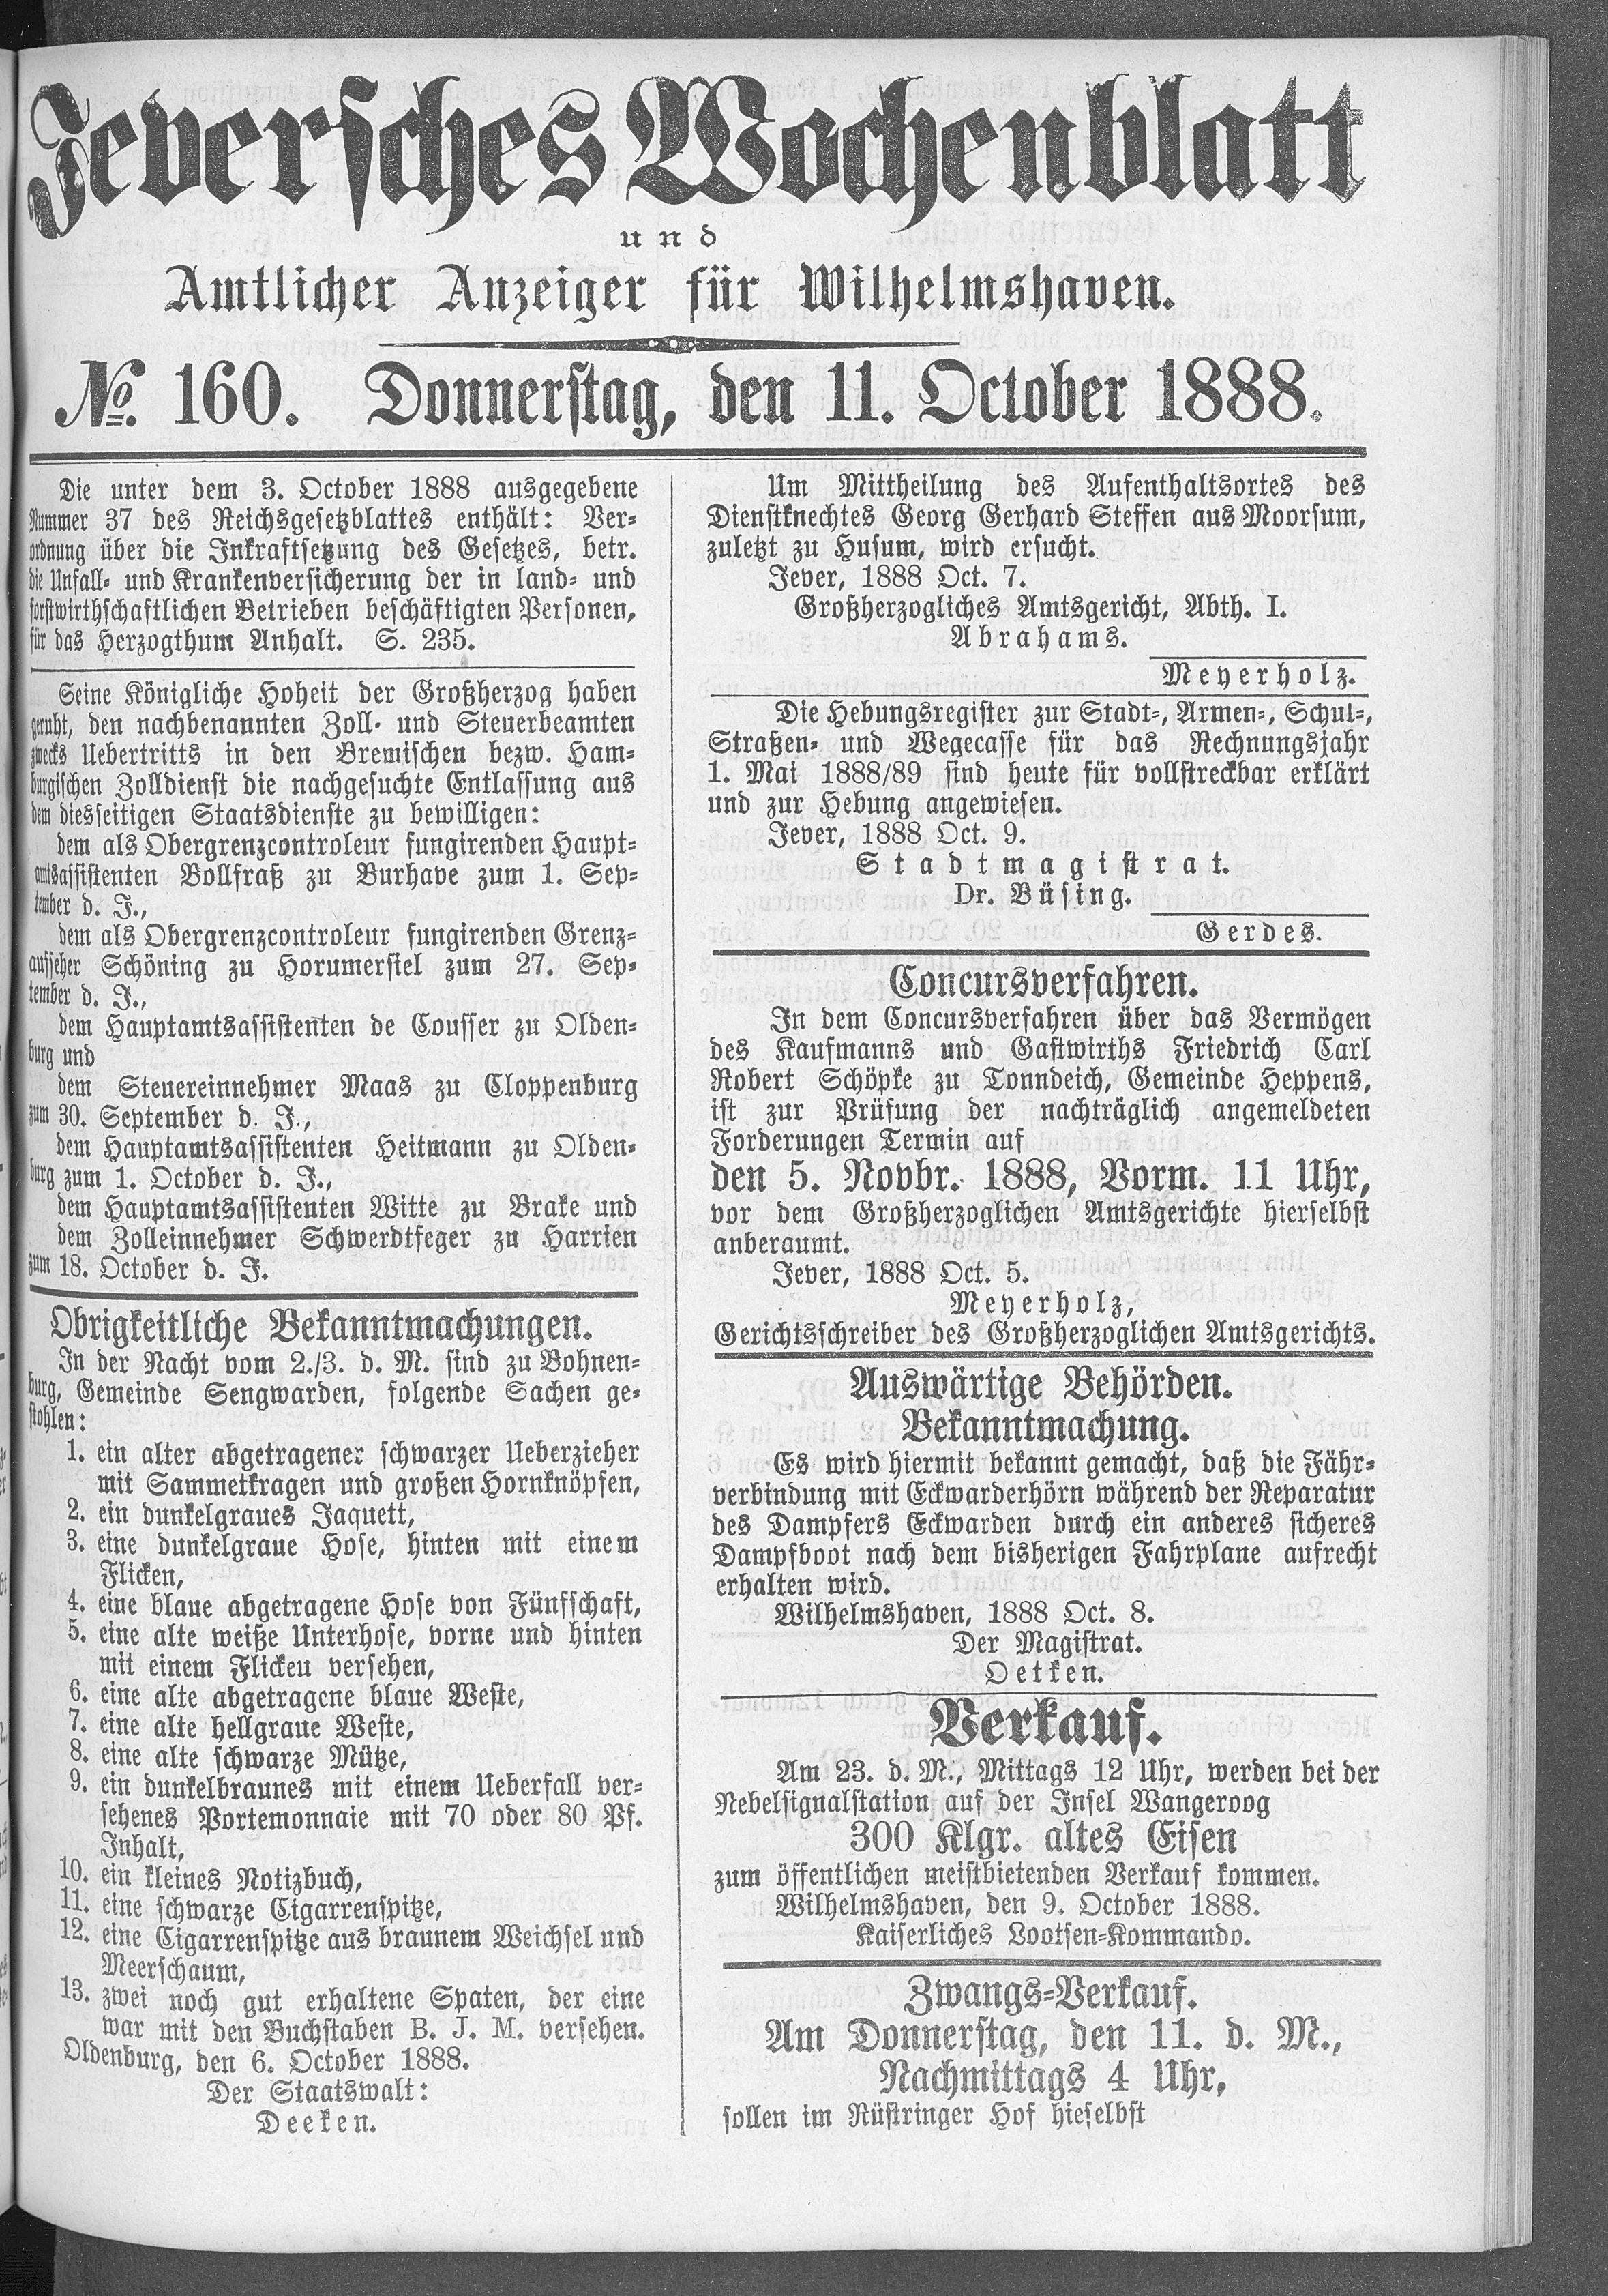 Jeversches Wochenblatt
und
Amtlicher Anzeiger für Wilhelmshaven.
No. 160. Donnerstag, den 11. October 1888.
Die unter dem 3. October 1888 ausgegebene
Nummer 37 des Reichsgesetzblattes enthält: Ver-
ordnung über die Inkraftsetzung des Gesetzes, betr.
die Unfall- und Krankenversicherung der in land- und
forstwirthschaftlichen Betrieben beschäftigten Personen,
für das Herzogthum Anhalt. S. 235.
Seine Königliche Hoheit der Großherzog haben
geruht, den nachbenannten Zoll- und Steuerbeamten
zwecks Uebertritts in den Bremischen bezw. Ham-
burgischen Zolldienst die nachgesuchte Entlassung aus
dem diesseitigen Staatsdienste zu bewilligen:
dem als Obergrenzcontroleur fungirenden Haupt-
amtsassistenten Vollfraß zu Burhave zum 1. Sep-
tember d. J.,
dem als Obergrenzcontroleur fungirenden Grenz-
aufseher Schöning zu Horumersiel zum 27. Sep-
tember d. J.,
dem Hauptamtsassistenten de Cousser zu Olden-
burg und
dem Steuereinnehmer Maas zu Cloppenburg
zum 30. September d. J.,
dem Hauptamtsassistenten Heitmann zu Olden-
burg zum 1. October d. J.,
dem Hauptamtsassistenten Witte zu Brake und
dem Zolleinnehmer Schwerdtfeger zu Harrien
zum 18. October d. J.
Obrigkeitliche Bekanntmachungen.
In der Nacht vom 2./3. d. M. sind zu Bohnen-
burg, Gemeinde Sengwarden, folgende Sachen ge-
stohlen:
1. ein alter abgetragener schwarzer Ueberzieher
mit Sammetkragen und großen Hornknöpfen,
2. ein dunkelgraues Jaquett,
3. eine dunkelgraue Hose, hinten mit einem
Flicken,
4. eine blaue abgetragene Hose von Fünfschaft,
5. eine alte weiße Unterhose, vorne und hinten
mit einem Flicken versehen,
6. eine alte abgetragene blaue Weste,
7. eine alte hellgraue Weste,
8. eine alte schwarze Mütze,
9. ein dunkelbraunes mit einem Ueberfall ver-
sehenes Portemonnaie mit 70 oder 80 Pf.
Inhalt,
10. ein kleines Notizbuch,
11. eine schwarze Cigarrenspitze,
12. eine Cigarrenspitze aus braunem Weichsel und
Meerschaum,
13. zwei noch gut erhaltene Spaten, der eine
war mit den Buchstaben B. J. M. versehen.
Oldenburg, den 6. October 1888.
Der Staatswalt:
Deeken.
Um Mittheilung des Aufenthaltsortes des
Dienstknechtes Georg Gerhard Steffen aus Moorsum,
zuletzt zu Husum, wird ersucht.
Jever, 1888 Oct. 7.
Großherzogliches Amtsgericht, Abth. I.
Abrahams.
Meyerholz.
Die Hebungsregister zur Stadt-, Armen-, Schul-,
Straßen- und Wegecasse für das Rechnungsjahr
1. Mai 1888/89 sind heute für vollstreckbar erklärt
und zur Hebung angewiesen.
Jever, 1888 Oct. 9.
Stadtmagistrat.
Dr. Büsing.
Gerdes.
Concursverfahren.
In dem Concursverfahren über das Vermögen
des Kaufmanns und Gastwirths Friedrich Carl
Robert Schöpke zu Tonndeich, Gemeinde Heppens,
ist zur Prüfung der nachträglich angemeldeten
Forderungen Termin auf
den 5. Novbr. 1888, Vorm. 11 Uhr,
vor dem Großherzoglichen Amtsgerichte hierselbst
anberaumt.
Jever, 1888 Oct. 5.
Meyerholz,
Gerichtsschreiber des Großherzoglichen Amtsgerichts.
Auswärtige Behörden.
Bekanntmachung.
Es wird hiermit bekannt gemacht, daß die Fähr-
verbindung mit Eckwarderhörn während der Reparatur
des Dampfers Eckwarden durch ein anderes sicheres
Dampfboot nach dem bisherigen Fahrplane aufrecht
erhalten wird.
Wilhelmshaven, 1888 Oct. 8.
Der Magistrat.
Oetken.
Verkauf.
Am 23. d. M., Mittags 12 Uhr, werden bei der
Nebelsignalstation auf der Insel Wangeroog
300 Klgr. altes Eisen
zum öffentlichen meistbietenden Verkauf kommen.
Wilhelmshaven, den 9. October 1888.
Kaiserliches Lootsen-Kommando.
Zwangs-Verkauf.
Am Donnerstag, den 11. d. M.,
Nachmittags 4 Uhr,
sollen im Rüstringer Hof hieselbst